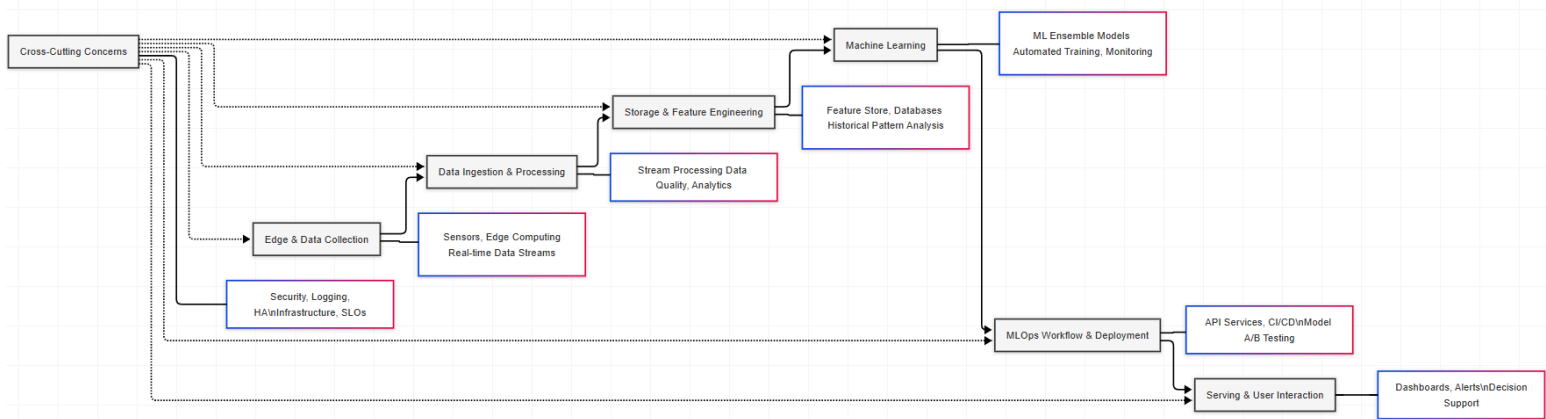 Cross-Cutting Concerns
Machine Learning
ML Ensemble Models
Automated Training, Monitoring
Storage & Feature Engineering
Feature Store, Databases
Historical Pattern Analysis
Data Ingestion & Processing
Stream Processing Data
Quality, Analytics
Edge & Data Collection
Sensors, Edge Computing
Real-time Data Streams
Security, Logging,
HA\nInfrastructure, SLOs
MLOps Workflow & Deployment
API Services, CI/CD\nModel
A/B Testing
Serving & User Interaction
Dashboards, Alerts\nDecision
Support